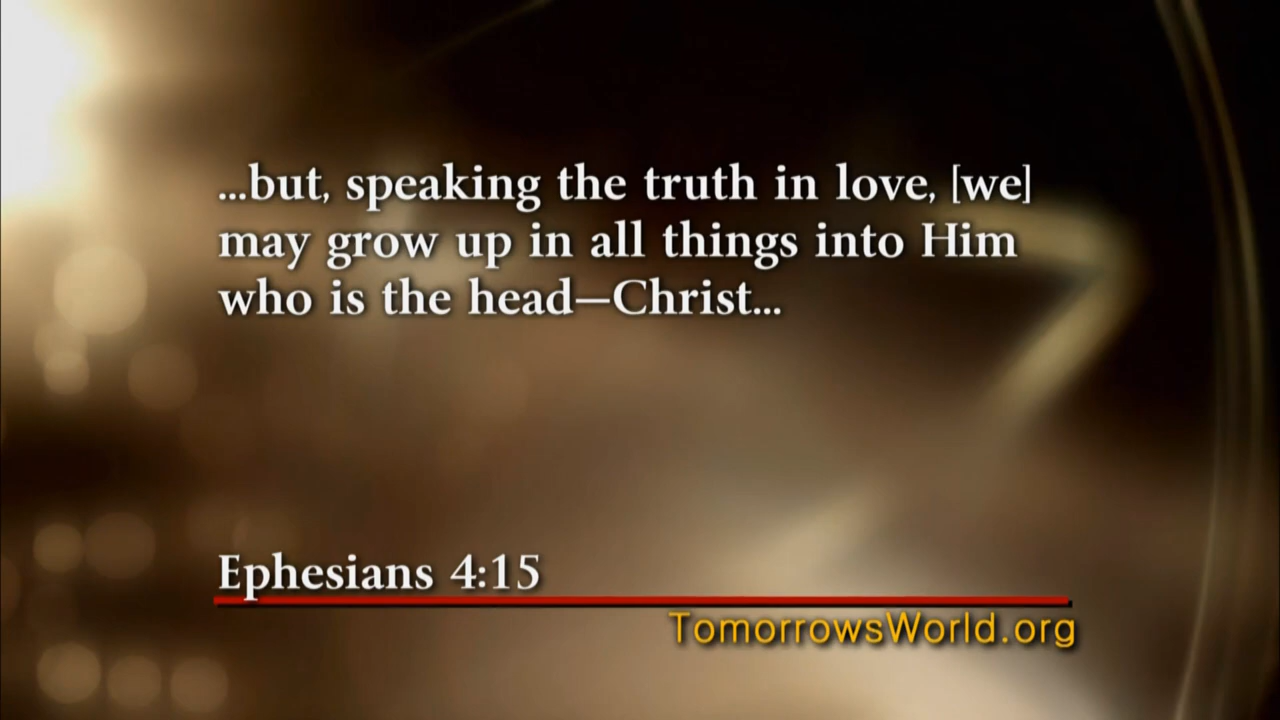 ...but, speaking the truth in love, [we]
may grow up in all things into Him
who is the head—Christ...
Ephesians 4:15
TomorrowsWorld.org